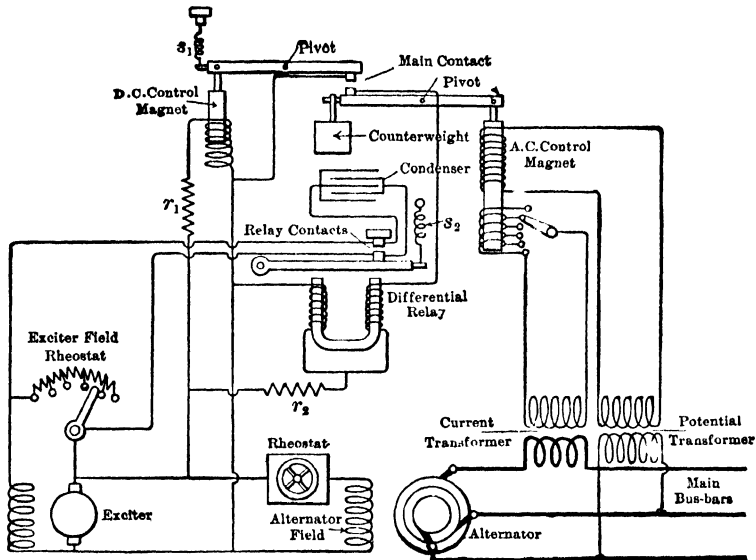 s1
Pivot
Main Contact
Pivot
D.C.Control
Magnet
Counterweight
A.C.Control
Magnet
Condenser
r1
Relay Contacts
s2
Differential
Relay
Exciter Field
Rheostat
r2
Rheostat
Current
Transformer
Potential
Transformer
Main
Bus-bars
Exciter
Alternator
Field
Alternator